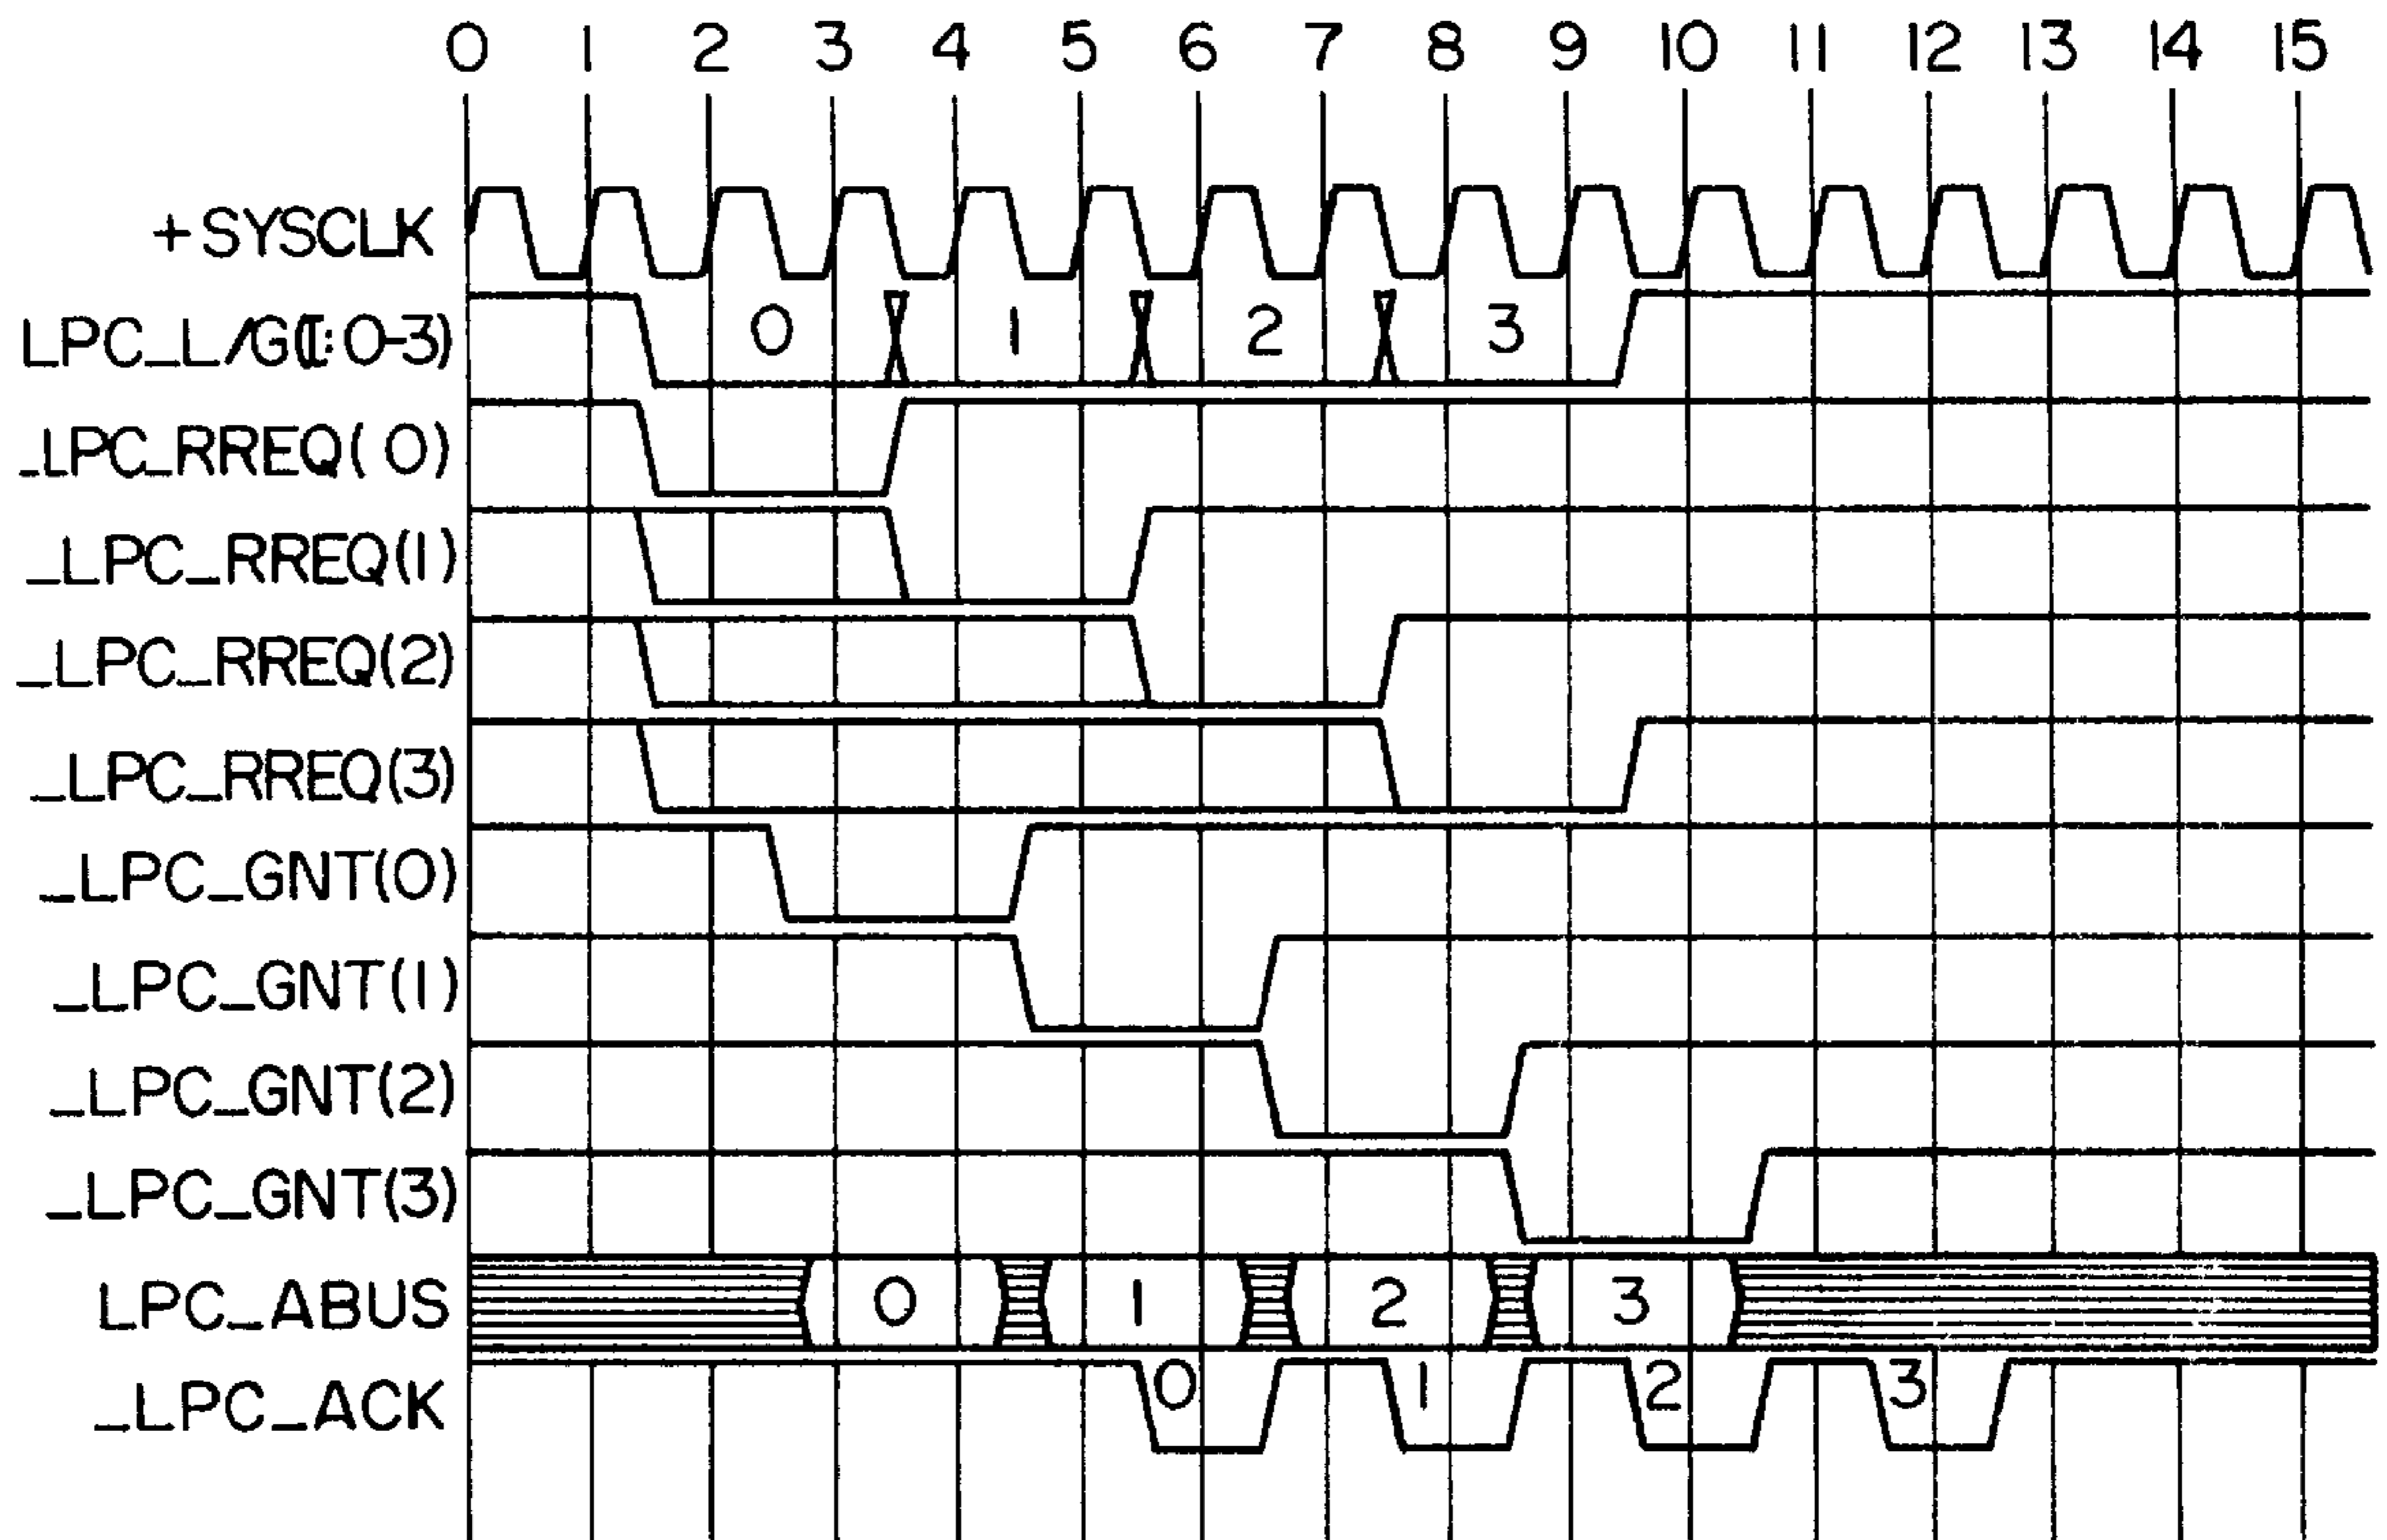 0 1 2 3 4 5 6 7 8 9 10 11 12 13 14 15
+SYSCLK
LPC_L/G(I:0-3) 0 1 2 3
_LPC_RREQ(0)
_LPC_RREQ(1)
_LPC_RREQ(2)
_LPC_RREQ(3)
_LPC_GNT(0)
_LPC_GNT(1)
_LPC_GNT(2)
_LPC_GNT(3)
LPC_ABUS 0 1 2 3
_LPC_ACK 0 1 2 3